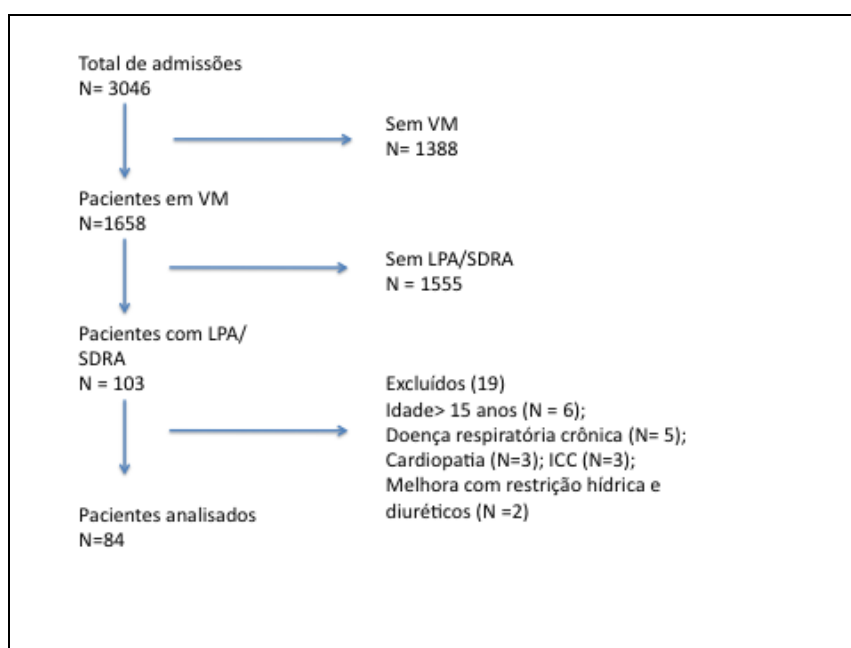 Total de admissões
N= 3046
Sem VM
N= 1388
Pacientes em VM
N=1658
Sem LPA/SDRA
N = 1555
Pacientes com LPA/
SDRA
N = 103
Excluídos (19)
Idade> 15 anos (N = 6);
Doença respiratória crônica (N= 5);
Cardiopatia (N=3); ICC (N=3);
Melhora com restrição hídrica e
diuréticos (N =2)
Pacientes analisados
N=84